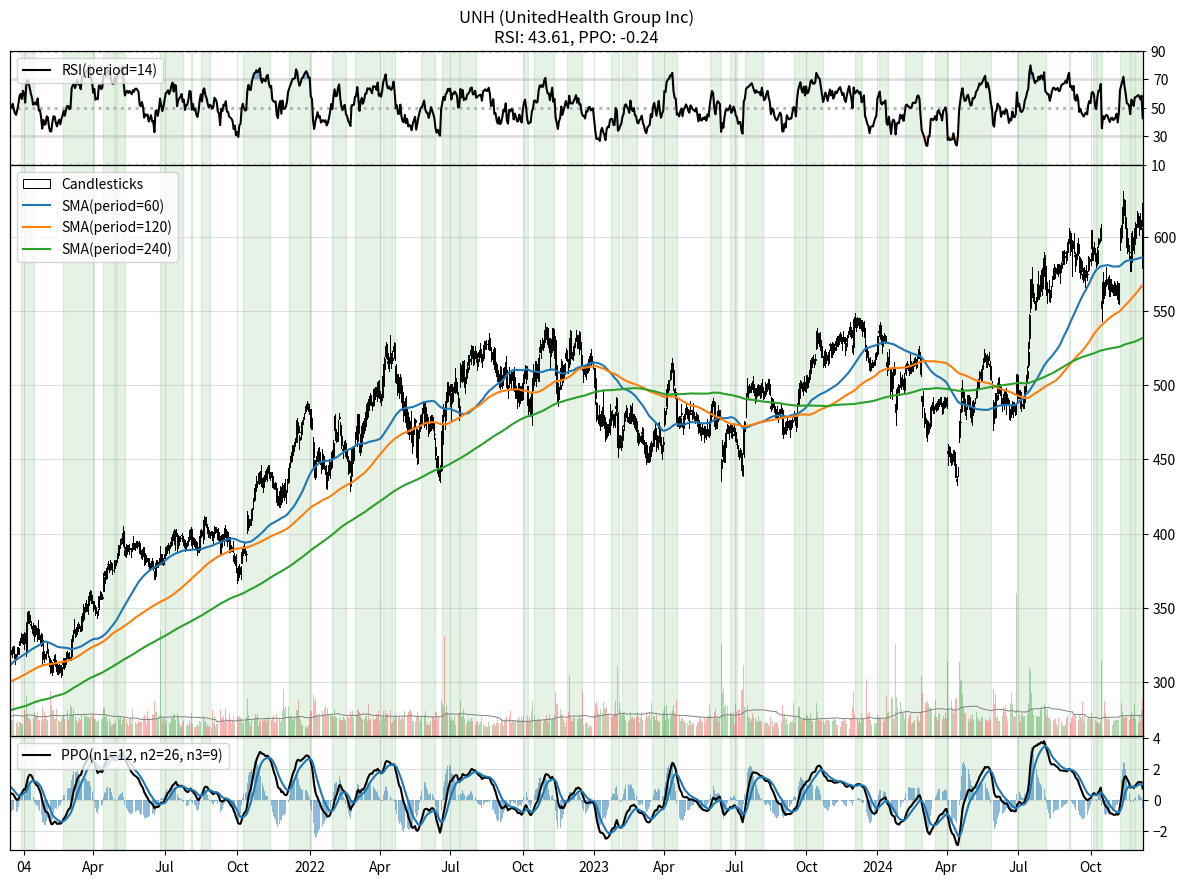 UNH (UnitedHealth Group Inc)
RSI: 43.61, PPO: -0.24
RSI(period=14)
90
70
50
30
10
Candlesticks
SMA(period=60)
SMA(period=120)
SMA(period=240)
600
550
500
450
400
350
300
PPO(n1=12, n2=26, n3=9)
4
2
0
−2
04 Apr Jul Oct 2022 Apr Jul Oct 2023 Apr Jul Oct 2024 Apr Jul Oct